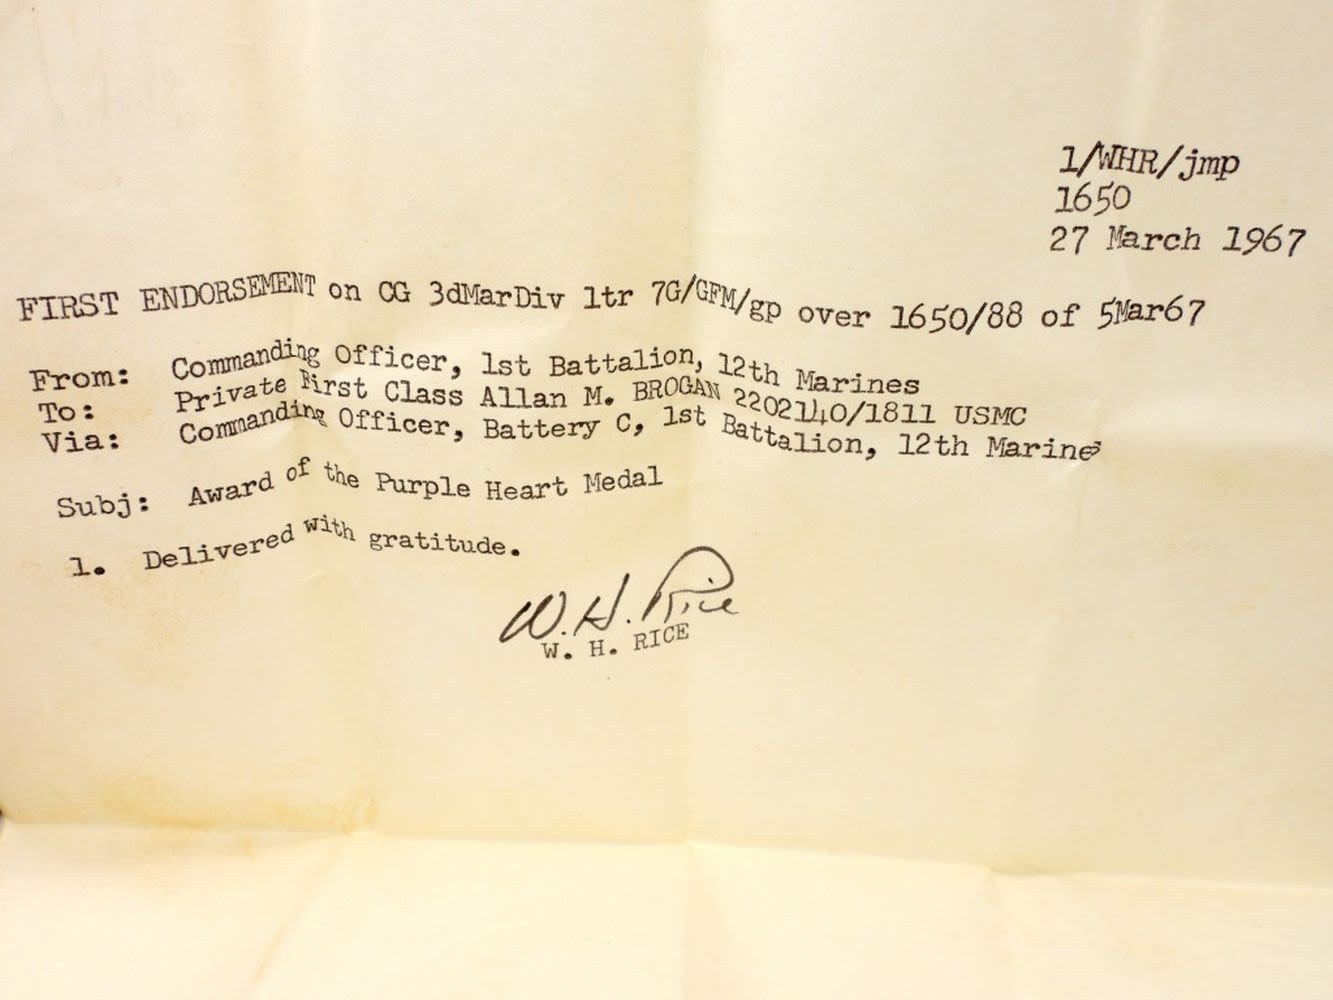 1/WHR/jmp
1650
27 March 1967
FIRST ENDORSEMENT on CG 3dMarDiv ltr 7G/GFM/gp over 1650/88 of 5Mar67
From: Commanding Officer, 1st Battalion, 12th Marines
To: Private First Class Allan M. BROGAN 2202140/1811 USMC
Via: Commanding Officer, Battery C, 1st Battalion, 12th Marines
Subj: Award of the Purple Heart Medal
1. Delivered with gratitude.
W. H. Rice
W. H. RICE